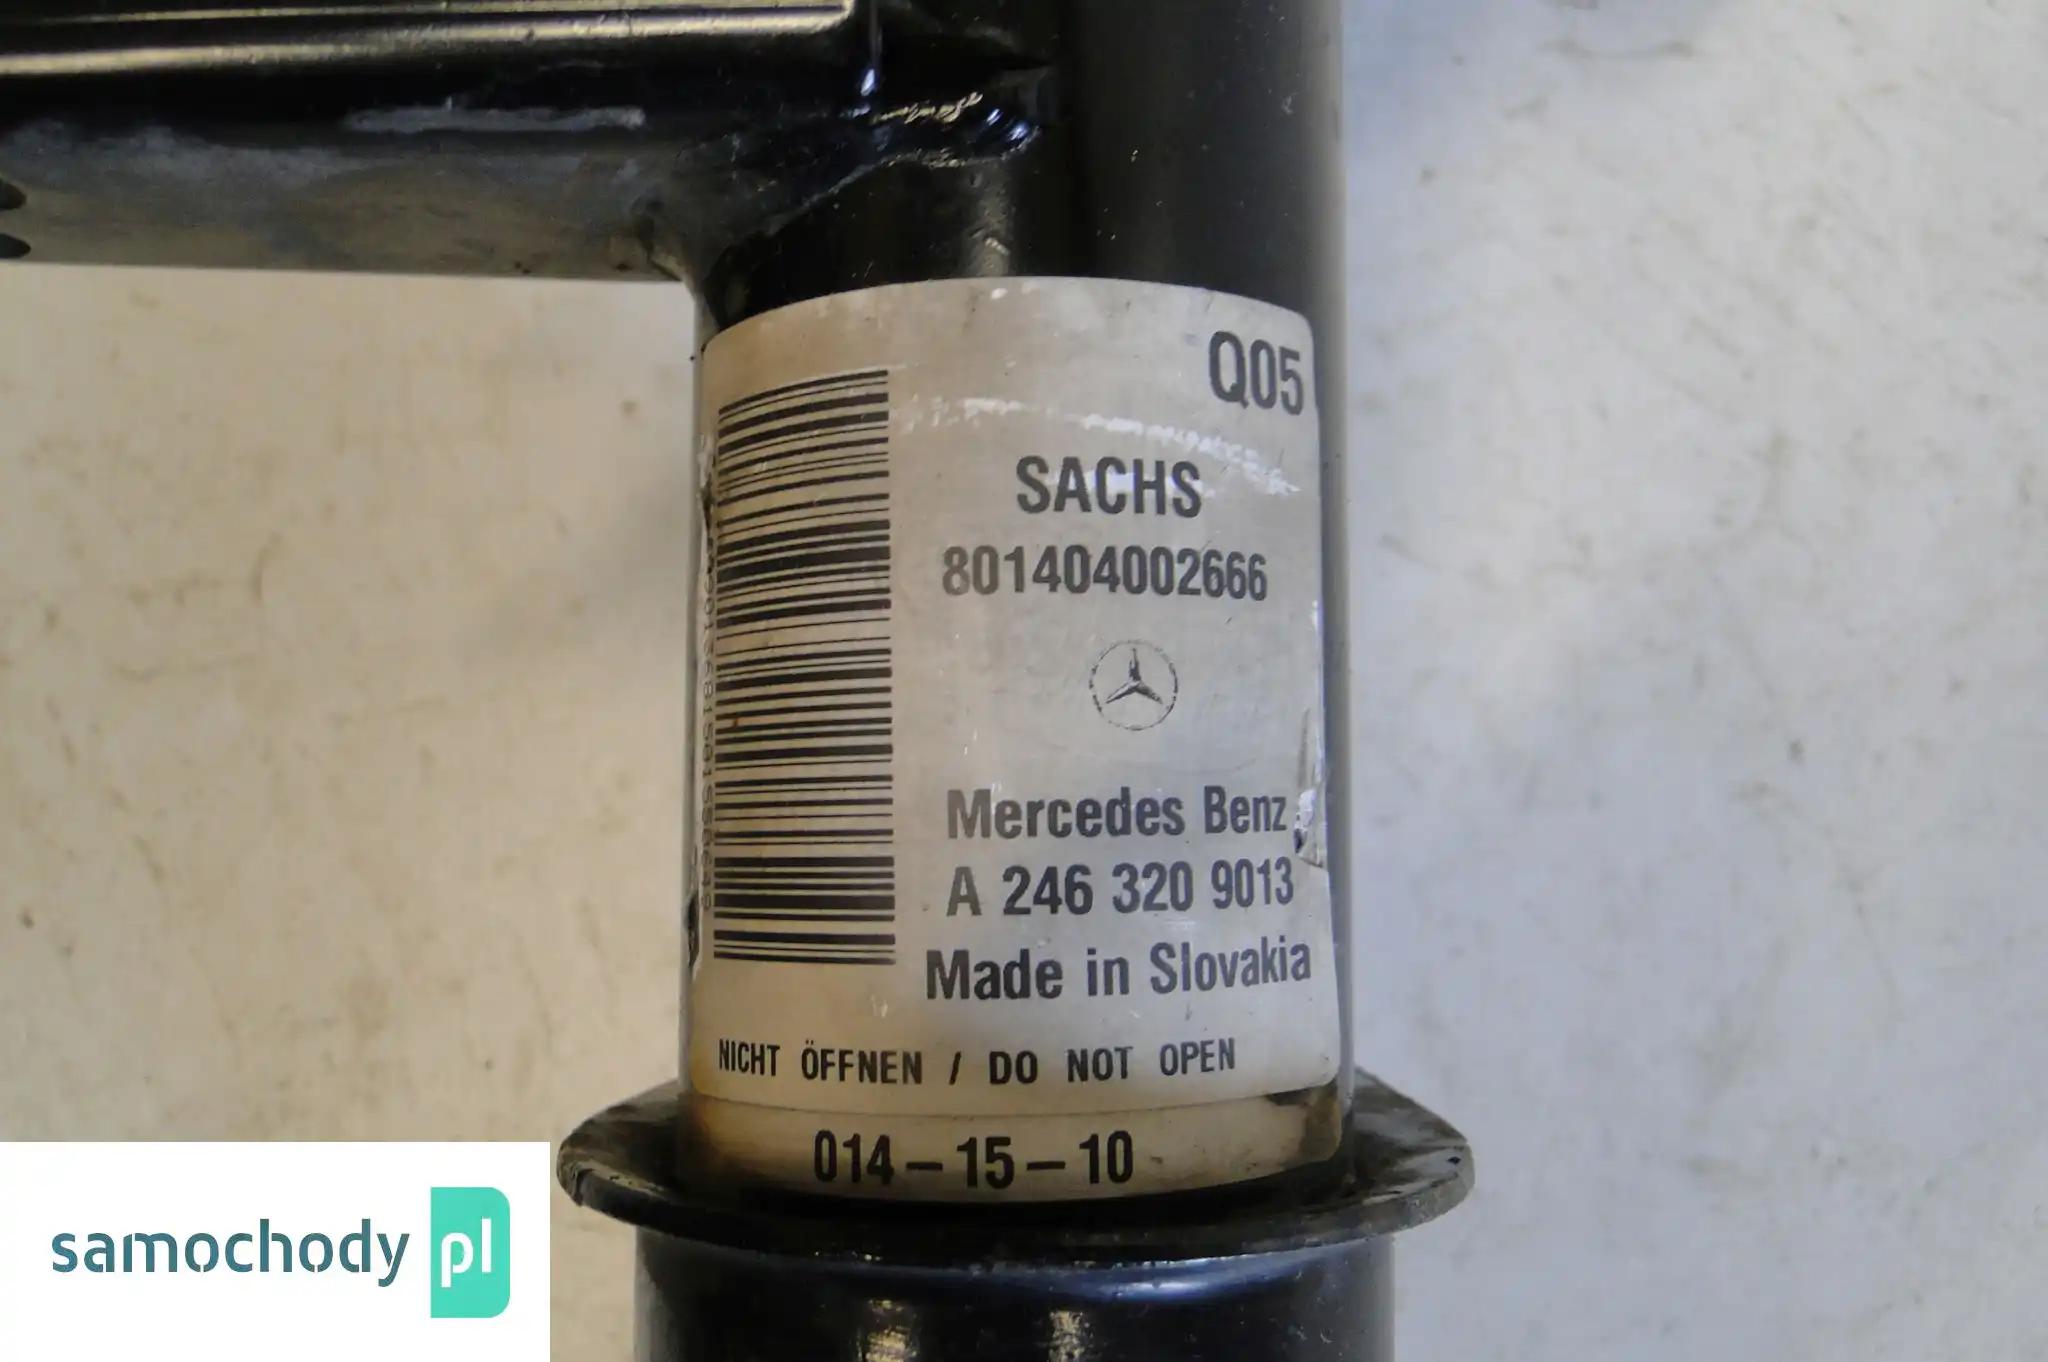 Q05
SACHS
801404002666
Mercedes Benz
A 246 320 9013
Made in Slovakia
NICHT ÖFFNEN / DO NOT OPEN
014-15-10
samochody pl